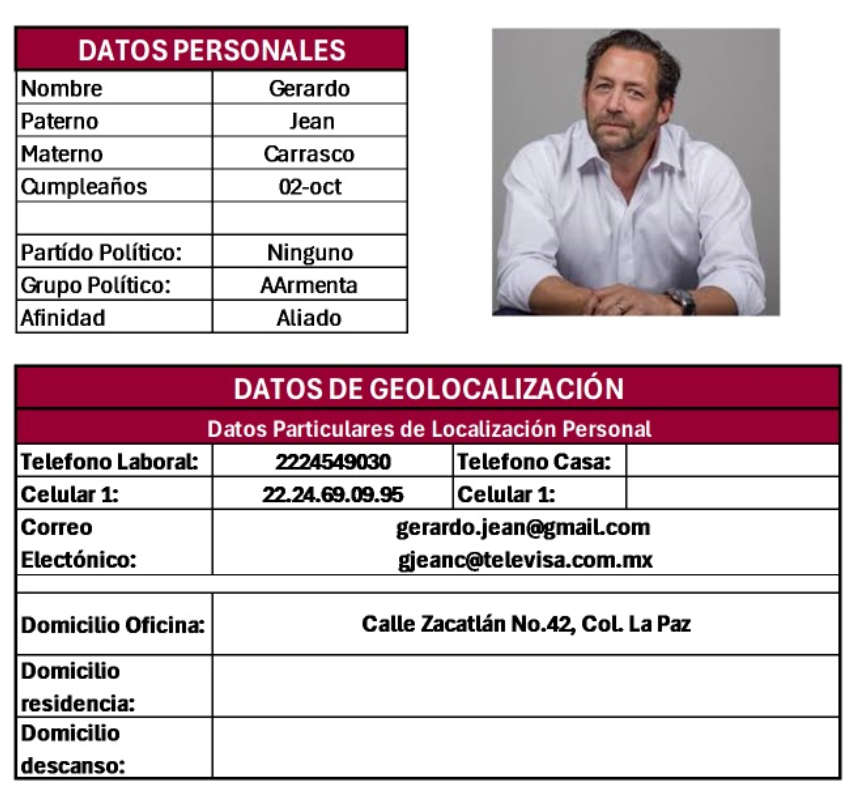 DATOS PERSONALES
Nombre Gerardo
Paterno Jean
Materno Carrasco
Cumpleaños 02-oct
Partído Político: Ninguno
Grupo Político: AArmenta
Afinidad Aliado
DATOS DE GEOLOCALIZACIÓN
Datos Particulares de Localización Personal
Telefono Laboral: 2224549030 Telefono Casa:
Celular 1: 22.24.69.09.95 Celular 1:
Correo gerardo.jean@gmail.com
Electónico: gjeanc@televisa.com.mx
Domicilio Oficina: Calle Zacatlán No.42, Col. La Paz
Domicilio
residencia:
Domicilio
descanso: